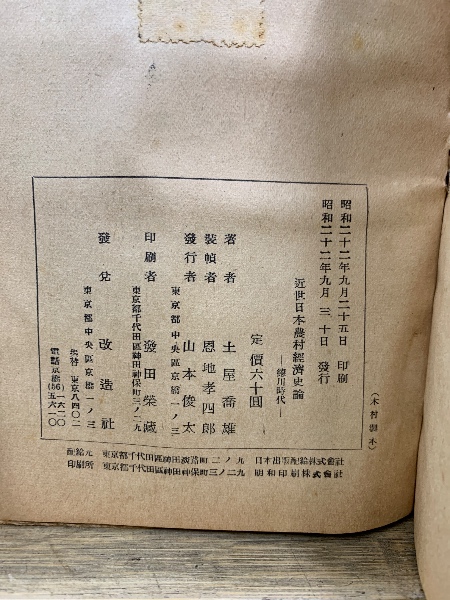 昭和二十二年九月二十五日 印刷
昭和二十二年九月三十日 發行
近世日本農村經濟史論
―德川時代―
定價六十圓
著者 土屋喬雄
裝幀者 恩地孝四郎
發行者 山本俊太
東京都中央區京橋一ノ三
印刷者 發田榮藏
東京都千代田區神田神保町三ノ二九
發兌 改造社
東京都中央區京橋一ノ三
振替東京八四〇二
電話京橋(56)一六二〇 五六一〇
(木村製本)
配給元 東京都千代田區神田淡路町二ノ九 日本出版配給株式會社
印刷所 東京都千代田區神田神保町三ノ二九 明和印刷株式會社